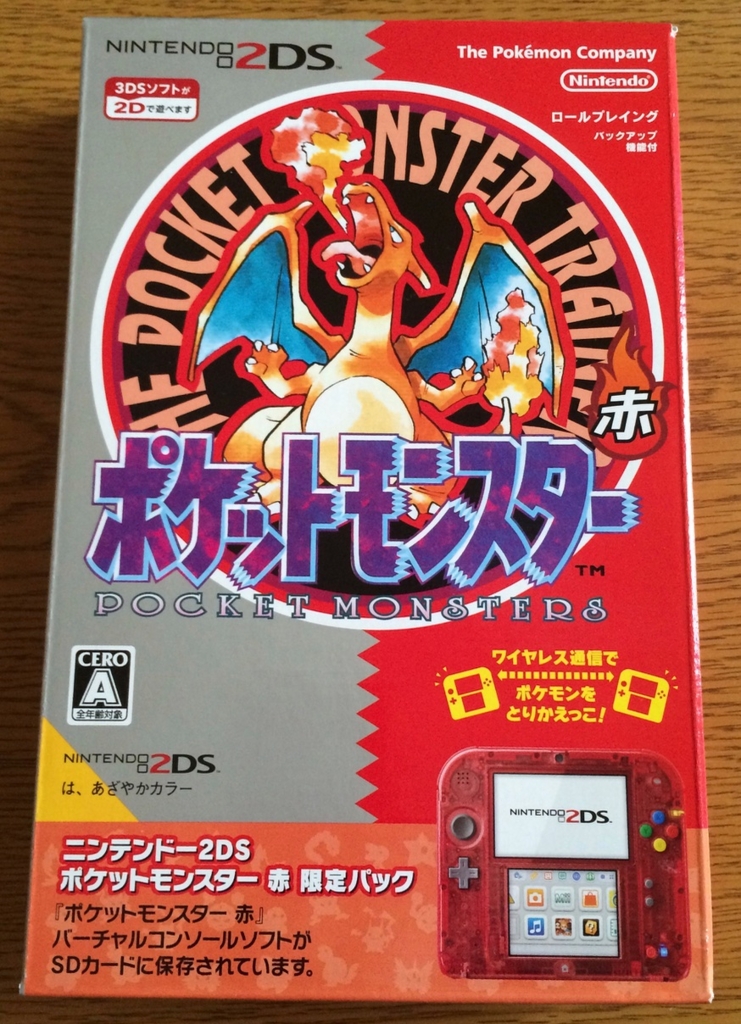 NINTENDO 2DS™
The Pokémon Company
Nintendo®
3DSソフトが
2Dで遊べます
ロールプレイング
バックアップ
機能付
THE POCKET MONSTER TRAINER
赤
ポケットモンスター
TM
POCKET MONSTERS
CERO
A
全年齢対象
ワイヤレス通信で
ポケモンを
とりかえっこ!
NINTENDO 2DS™
は、あざやかカラー
NINTENDO 2DS™
ニンテンドー2DS
ポケットモンスター 赤 限定パック
『ポケットモンスター 赤』
バーチャルコンソールソフトが
SDカードに保存されています。